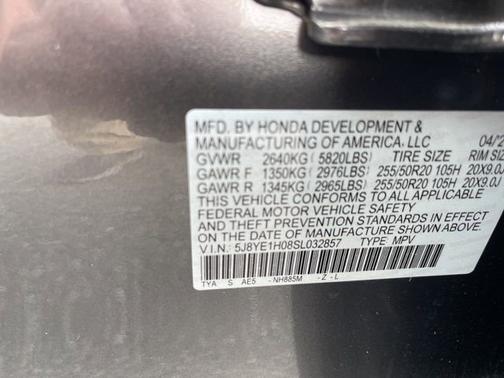 MFD. BY HONDA DEVELOPMENT &
MANUFACTURING OF AMERICA, LLC 04/2
GVWR 2640KG ( 5820LBS) TIRE SIZE RIM SIZ
GAWR F 1350KG ( 2976LBS) 255/50R20 105H 20X9.0J
GAWR R 1345KG ( 2965LBS) 255/50R20 105H 20X9.0J
THIS VEHICLE CONFORMS TO ALL APPLICABLE
FEDERAL MOTOR VEHICLE SAFETY
AND THEFT PREVENTION STANDARDS IN EFFECT
ON THE DATE OF MANUFACTURE SHOWN ABOVE.
V.I.N.: 5J8YE1H08SL032857 TYPE: MPV
TYA S AE5 - NH885M - Z - L